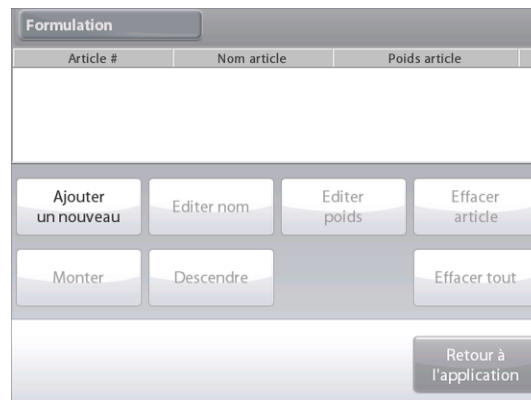 Formulation
Article # Nom article Poids article
Ajouter
un nouveau
Editer nom
Editer
poids
Effacer
article
Monter
Descendre
Effacer tout
Retour à
l'application